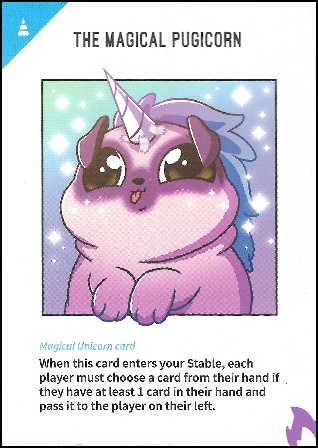 THE MAGICAL PUGICORN
Magical Unicorn card
When this card enters your Stable, each
player must choose a card from their hand if
they have at least 1 card in their hand and
pass it to the player on their left.